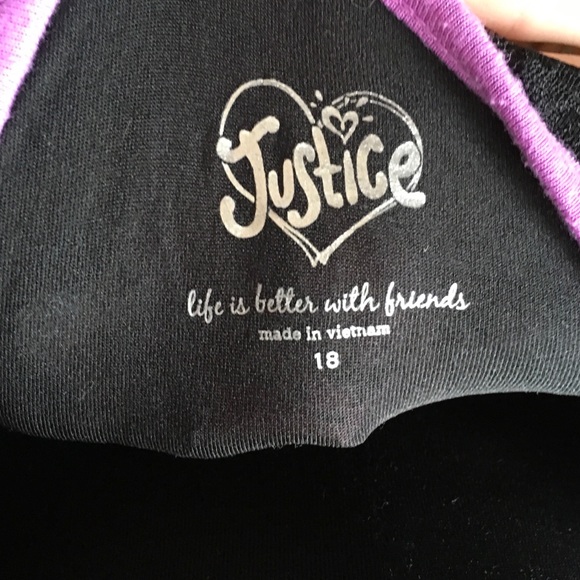 Justice
life is better with friends
made in vietnam
18